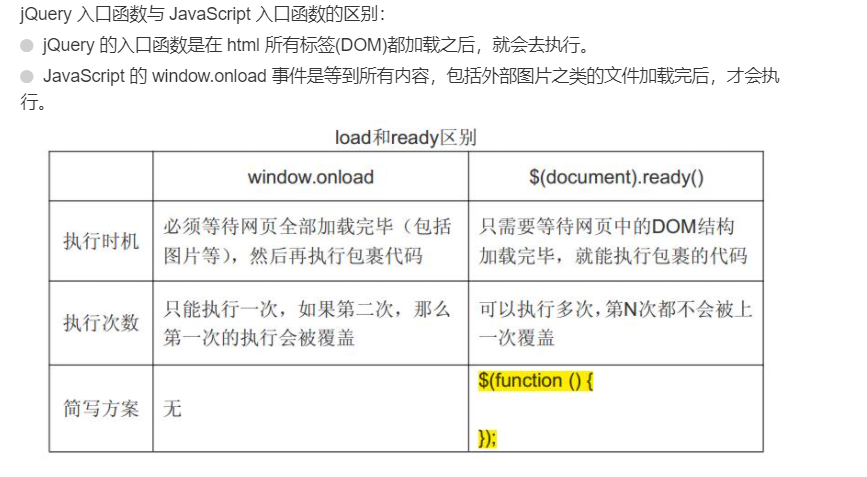 jQuery 入口函数与 JavaScript 入口函数的区别：
jQuery 的入口函数是在 html 所有标签(DOM)都加载之后，就会去执行。
JavaScript 的 window.onload 事件是等到所有内容，包括外部图片之类的文件加载完后，才会执
行。
load和ready区别
window.onload
$(document).ready()
执行时机
必须等待网页全部加载完毕（包括
图片等），然后再执行包裹代码
只需要等待网页中的DOM结构
加载完毕，就能执行包裹的代码
执行次数
只能执行一次，如果第二次，那么
第一次的执行会被覆盖
可以执行多次，第N次都不会被上
一次覆盖
简写方案
无
$(function () {
});